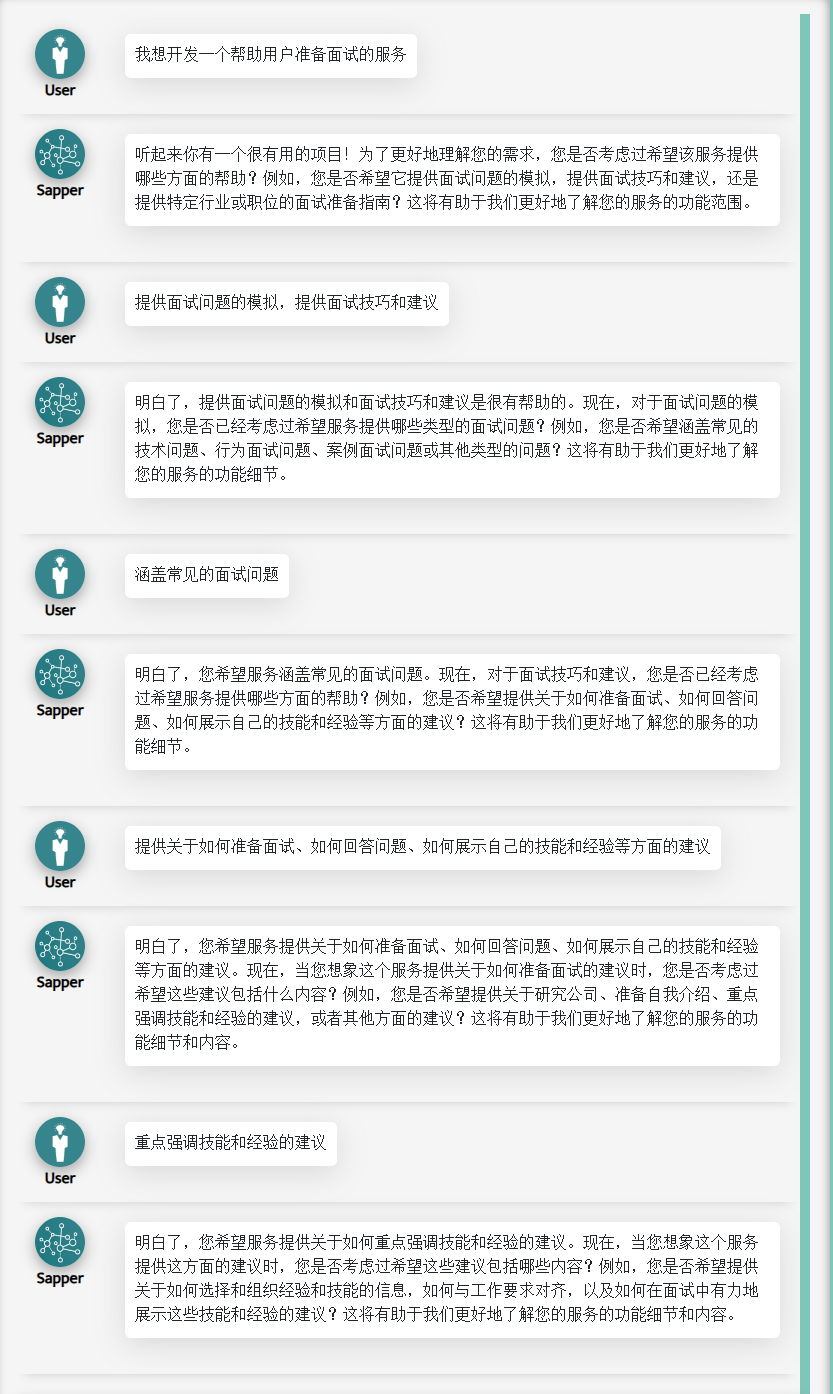 User
我想开发一个帮助用户准备面试的服务
Sapper
听起来你有一个很有用的项目！为了更好地理解您的需求，您是否考虑过希望该服务提供
哪些方面的帮助？例如，您是否希望它提供面试问题的模拟，提供面试技巧和建议，还是
提供特定行业或职位的面试准备指南？这将有助于我们更好地了解您的服务的功能范围。
User
提供面试问题的模拟，提供面试技巧和建议
Sapper
明白了，提供面试问题的模拟和面试技巧和建议是很有帮助的。现在，对于面试问题的模
拟，您是否已经考虑过希望服务提供哪些类型的面试问题？例如，您是否希望涵盖常见的
技术问题、行为面试问题、案例面试问题或其他类型的问题？这将有助于我们更好地了解
您的服务的功能细节。
User
涵盖常见的面试问题
Sapper
明白了，您希望服务涵盖常见的面试问题。现在，对于面试技巧和建议，您是否已经考虑
过希望服务提供哪些方面的帮助？例如，您是否希望提供关于如何准备面试、如何回答问
题、如何展示自己的技能和经验等方面的建议？这将有助于我们更好地了解您的服务的功
能细节。
User
提供关于如何准备面试、如何回答问题、如何展示自己的技能和经验等方面的建议
Sapper
明白了，您希望服务提供关于如何准备面试、如何回答问题、如何展示自己的技能和经验
等方面的建议。现在，当您想象这个服务提供关于如何准备面试的建议时，您是否考虑过
希望这些建议包括什么内容？例如，您是否希望提供关于研究公司、准备自我介绍、重点
强调技能和经验的建议，或者其他方面的建议？这将有助于我们更好地了解您的服务的功
能细节和内容。
User
重点强调技能和经验的建议
Sapper
明白了，您希望服务提供关于如何重点强调技能和经验的建议。现在，当您想象这个服务
提供这方面的建议时，您是否考虑过希望这些建议包括哪些内容？例如，您是否希望提供
关于如何选择和组织经验和技能的信息，如何与工作要求对齐，以及如何在面试中有力地
展示这些技能和经验的建议？这将有助于我们更好地了解您的服务的功能细节和内容。